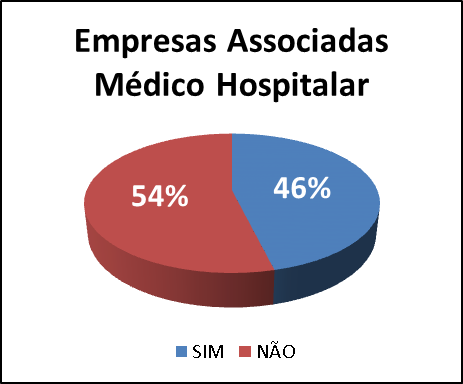 Empresas Associadas
Médico Hospitalar
54%
46%
SIM NÃO